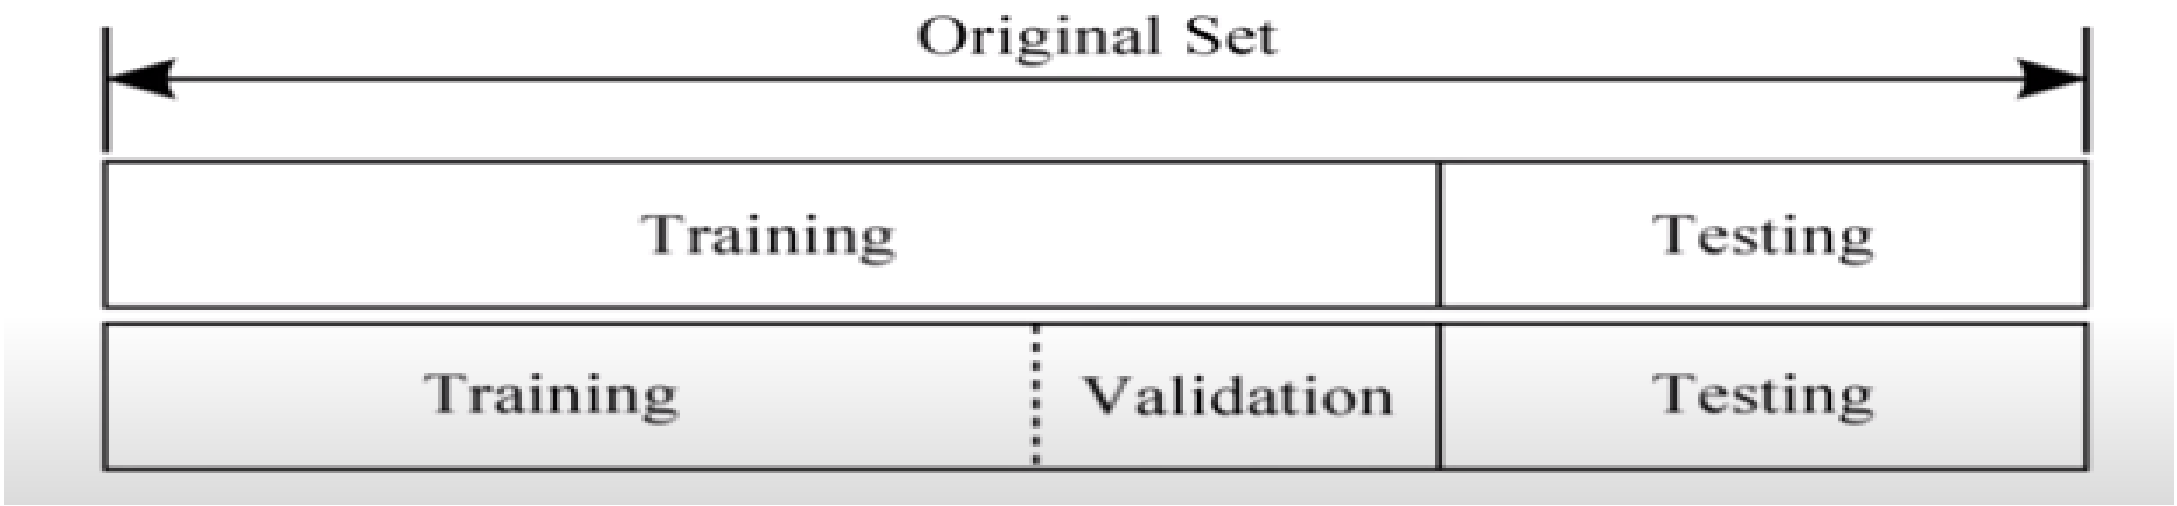 Original Set
Training Testing
Training Validation Testing